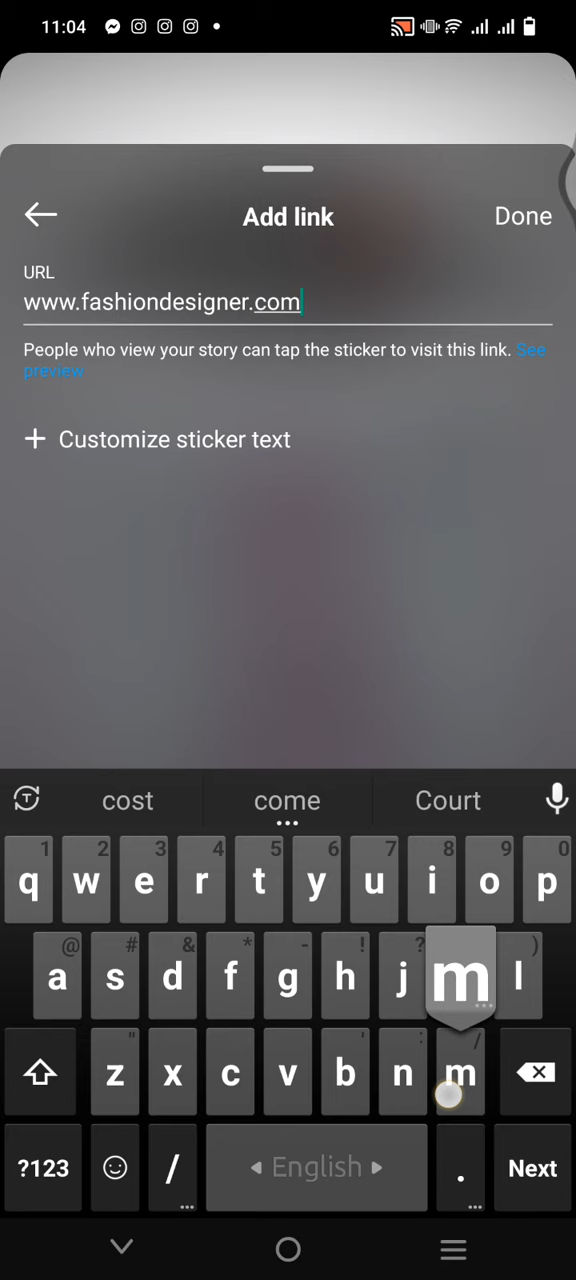 11:04
Add link
Done
URL
www.fashiondesigner.com
People who view your story can tap the sticker to visit this link. See
preview
+ Customize sticker text
T
cost
come
Court
1 2 3 4 5 6 7 8 9 0
q w e r t y u i o p
@ # & * - ! ? )
a s d f g h j m l
" ' : /
z x c v b n m
?123 / English . Next